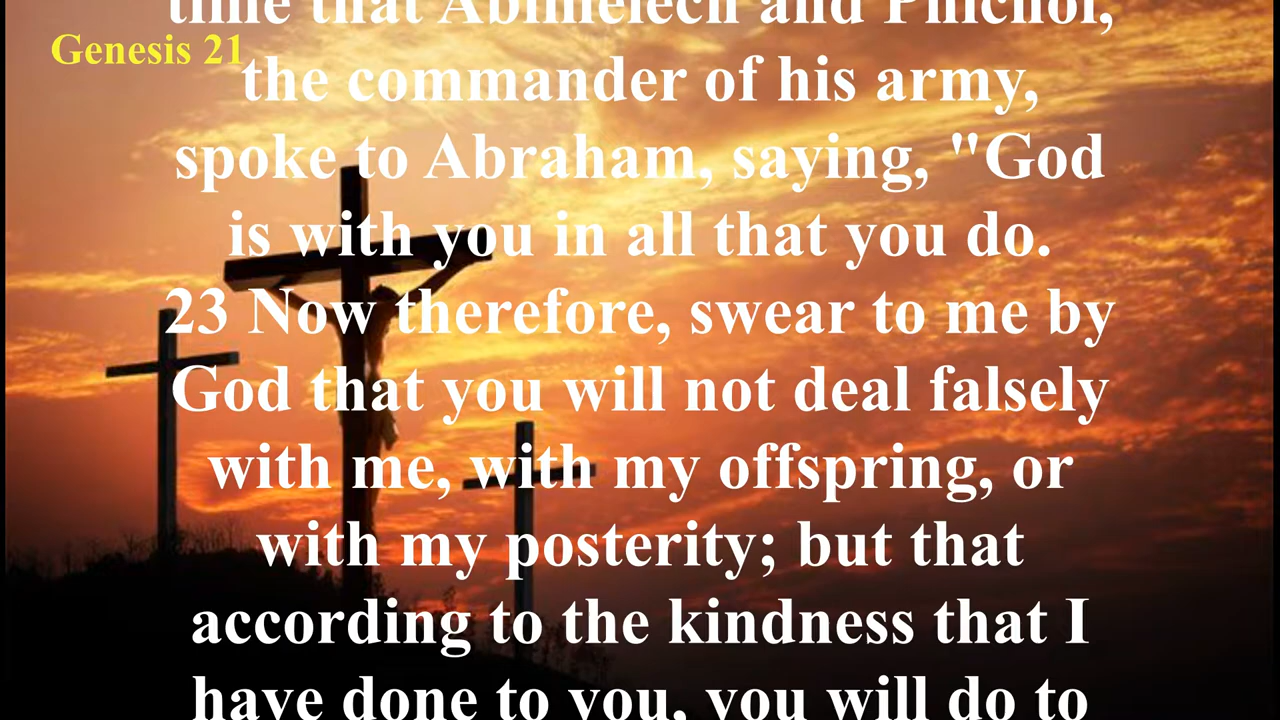 time that Abimelech and Phichol,
Genesis 21
the commander of his army,
spoke to Abraham, saying, "God
is with you in all that you do.
23 Now therefore, swear to me by
God that you will not deal falsely
with me, with my offspring, or
with my posterity; but that
according to the kindness that I
have done to you, you will do to